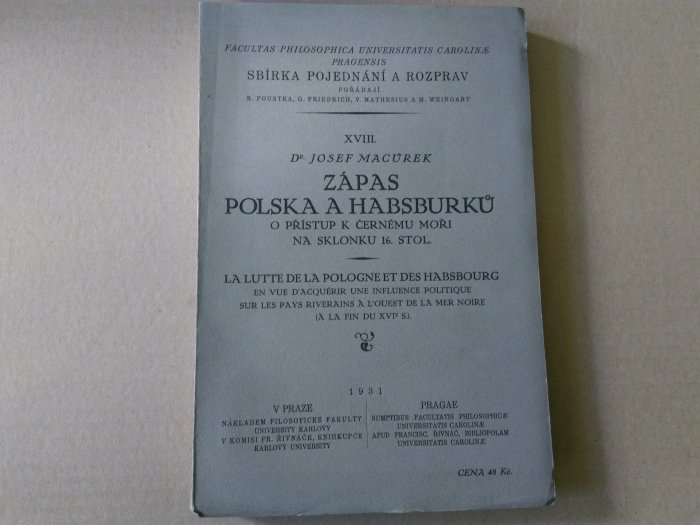 FACULTAS PHILOSOPHICA UNIVERSITATIS CAROLINÆ
PRAGENSIS
SBÍRKA POJEDNÁNÍ A ROZPRAV
POŘÁDAJÍ
B. FOUSTKA, G. FRIEDRICH, V. MATHESIUS A M. WEINGART
XVIII.
Dr. JOSEF MACŮREK
ZÁPAS
POLSKA A HABSBURKŮ
O PŘÍSTUP K ČERNÉMU MOŘI
NA SKLONKU 16. STOL.
LA LUTTE DE LA POLOGNE ET DES HABSBOURG
EN VUE D'ACQUÉRIR UNE INFLUENCE POLITIQUE
SUR LES PAYS RIVERAINS À L'OUEST DE LA MER NOIRE
(À LA FIN DU XVIe S.).
1931
V PRAZE
NÁKLADEM FILOSOFICKÉ FAKULTY
UNIVERSITY KARLOVY
V KOMISI FR. ŘIVNÁČE, KNIHKUPCE
KARLOVY UNIVERSITY
PRAGAE
SUMPTIBUS FACULTATIS PHILOSOPHICÆ
UNIVERSITATIS CAROLINÆ
APUD FRANCISC. ŘIVNÁČ, BIBLIOPOLAM
UNIVERSITATIS CAROLINÆ
CENA 48 Kč.